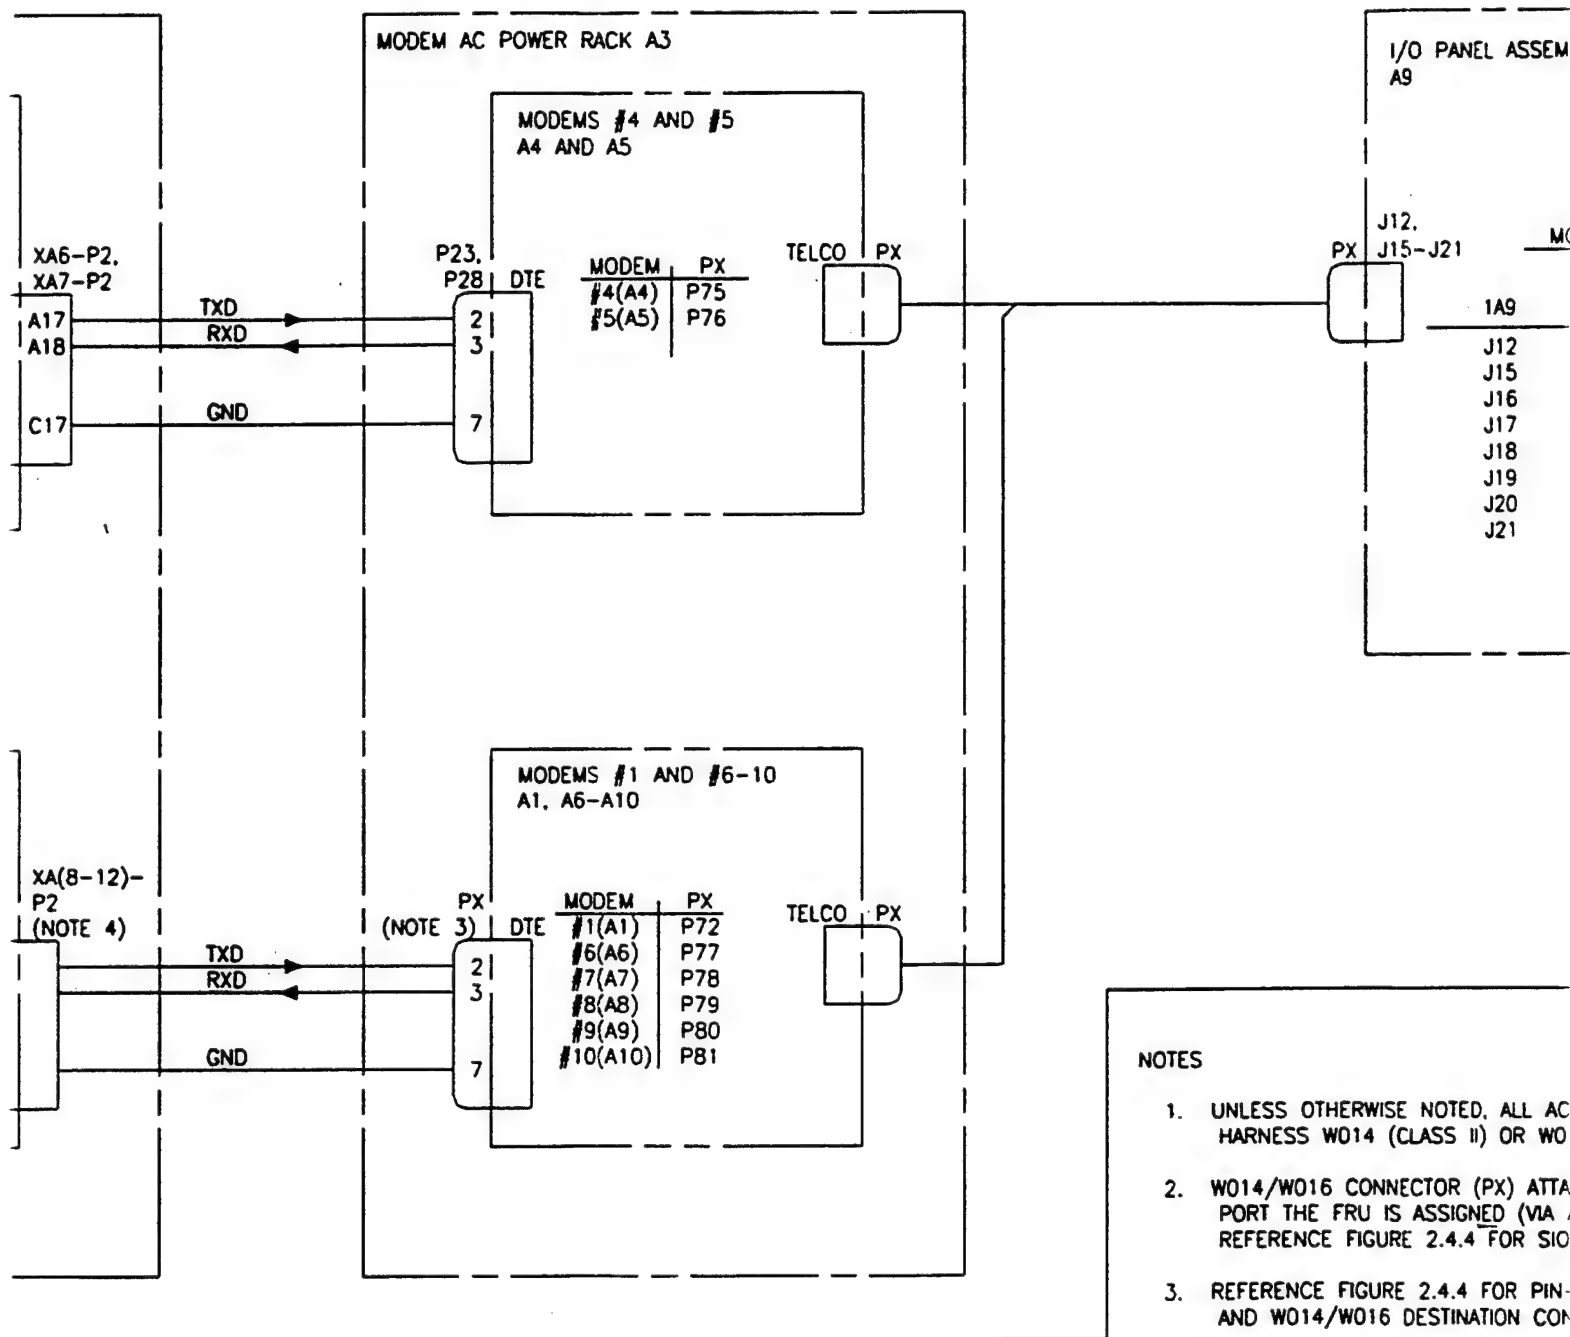 MODEM AC POWER RACK A3
I/O PANEL ASSEM
A9
MODEMS #4 AND #5
A4 AND A5
XA6-P2,
XA7-P2
P23,
P28
DTE
MODEM PX
#4(A4) P75
#5(A5) P76
TELCO PX
PX
J12,
J15-J21
A17 TXD 2
A18 RXD 3
C17 GND 7
1A9
J12
J15
J16
J17
J18
J19
J20
J21
MODEMS #1 AND #6-10
A1, A6-A10
XA(8-12)-
P2
(NOTE 4)
PX
(NOTE 3) DTE
MODEM PX
#1(A1) P72
#6(A6) P77
#7(A7) P78
#8(A8) P79
#9(A9) P80
#10(A10) P81
TELCO PX
TXD 2
RXD 3
GND 7
NOTES
1. UNLESS OTHERWISE NOTED, ALL AC
HARNESS W014 (CLASS II) OR WO
2. W014/W016 CONNECTOR (PX) ATTA
PORT THE FRU IS ASSIGNED (VIA
REFERENCE FIGURE 2.4.4 FOR SIO
3. REFERENCE FIGURE 2.4.4 FOR PIN-
AND W014/W016 DESTINATION CON